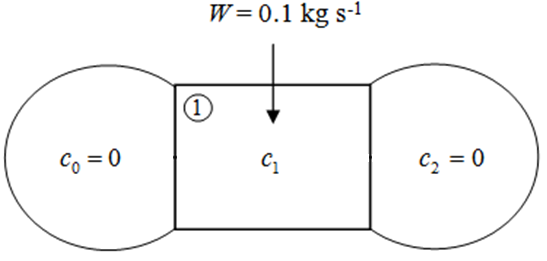 W = 0.1 kg s⁻¹
①
c₀ = 0
c₁
c₂ = 0